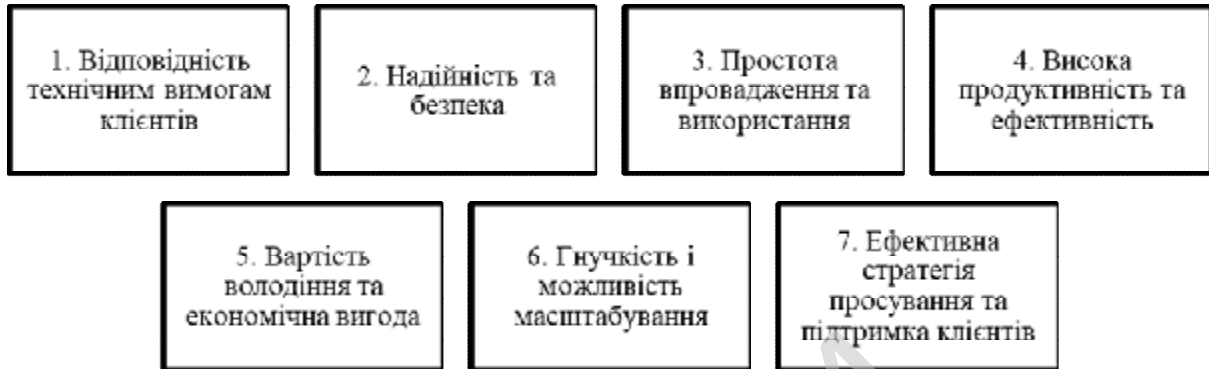 1. Відповідність
технічним вимогам
клієнтів
2. Надійність та
безпека
3. Простота
впровадження та
використання
4. Висока
продуктивність та
ефективність
5. Вартість
володіння та
економічна вигода
6. Гнучкість і
можливість
масштабування
7. Ефективна
стратегія
просування та
підтримка клієнтів